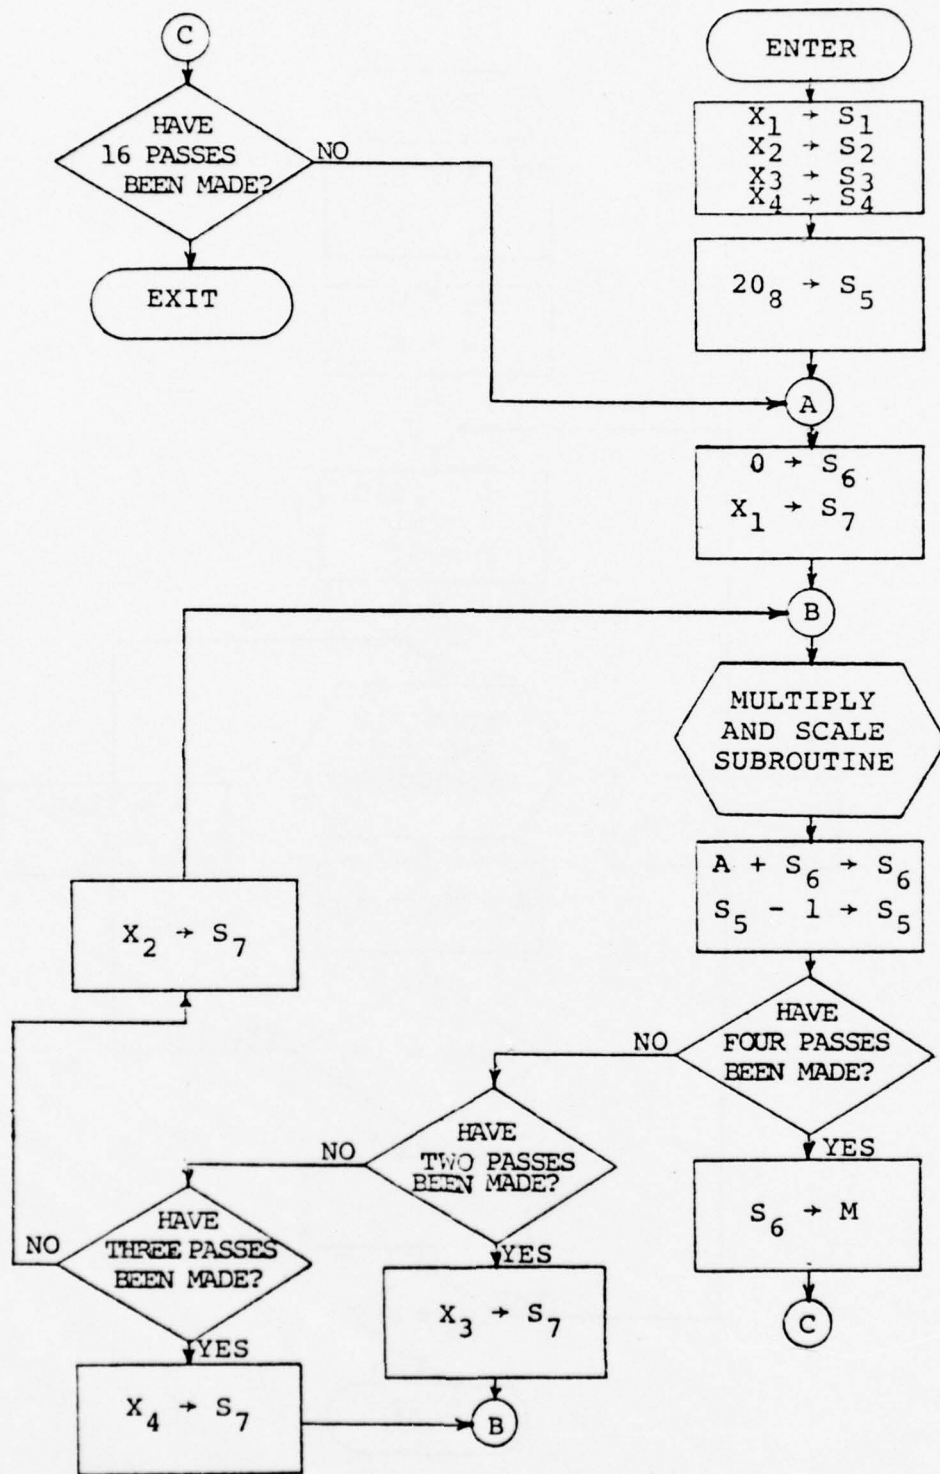 C
HAVE
16 PASSES
BEEN MADE?
NO
EXIT
ENTER
X₁ → S₁
X₂ → S₂
X₃ → S₃
X₄ → S₄
20₈ → S₅
A
0 → S₆
X₁ → S₇
B
MULTIPLY
AND SCALE
SUBROUTINE
A + S₆ → S₆
S₅ - 1 → S₅
HAVE
FOUR PASSES
BEEN MADE?
NO
YES
S₆ → M
C
HAVE
TWO PASSES
BEEN MADE?
NO
YES
X₃ → S₇
B
HAVE
THREE PASSES
BEEN MADE?
NO
YES
X₄ → S₇
X₂ → S₇